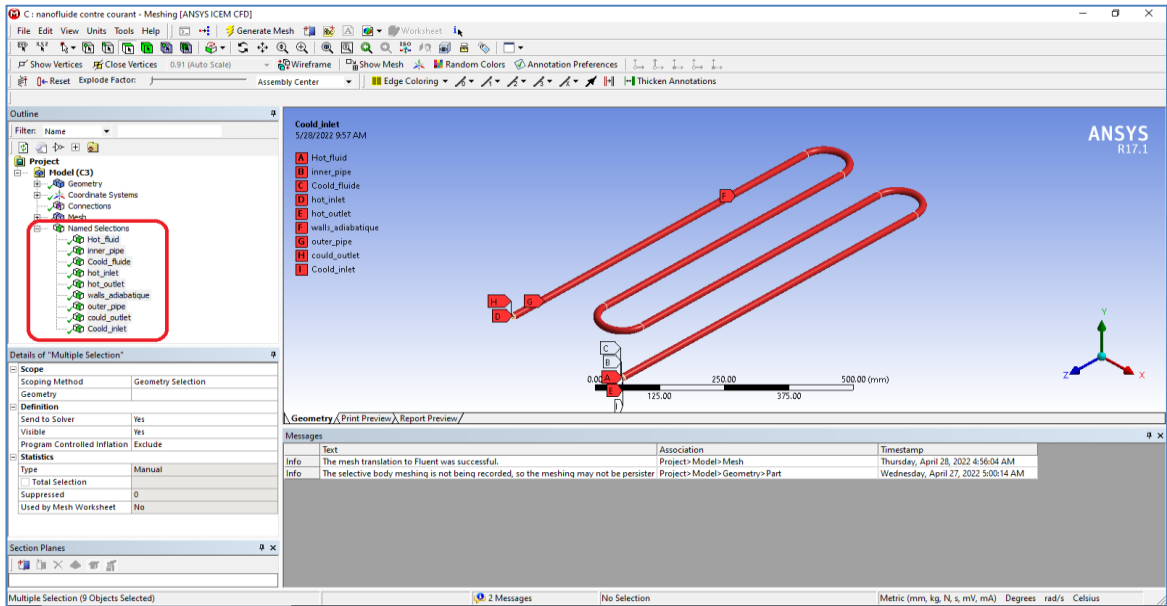 C : nanofluide contre courant - Meshing [ANSYS ICEM CFD]
File Edit View Units Tools Help Generate Mesh Worksheet
Show Vertices Close Vertices 0.91 (Auto Scale) Wireframe Show Mesh Random Colors Annotation Preferences
Reset Explode Factor: Assembly Center Edge Coloring Thicken Annotations
Outline
Filter: Name
Project
Model (C3)
Geometry
Coordinate Systems
Connections
Mesh
Named Selections
Hot_fluid
inner_pipe
Coold_fluide
hot_inlet
hot_outlet
walls_adiabatique
outer_pipe
could_outlet
Coold_inlet
Details of "Multiple Selection"
Scope
Scoping Method Geometry Selection
Geometry
Definition
Send to Solver Yes
Visible Yes
Program Controlled Inflation Exclude
Statistics
Type Manual
Total Selection
Suppressed 0
Used by Mesh Worksheet No
Section Planes
Coold_inlet
5/28/2022 9:57 AM
A Hot_fluid
B inner_pipe
C Coold_fluide
D hot_inlet
E hot_outlet
F walls_adiabatique
G outer_pipe
H could_outlet
I Coold_inlet
ANSYS
R17.1
F
H G
D
C
B
A
E
I
0.00 250.00 500.00 (mm)
125.00 375.00
Y
Z X
Geometry Print Preview Report Preview
Messages
Text Association Timestamp
Info The mesh translation to Fluent was successful. Project>Model>Mesh Thursday, April 28, 2022 4:56:04 AM
Info The selective body meshing is not being recorded, so the meshing may not be persister Project>Model>Geometry>Part Wednesday, April 27, 2022 5:00:14 AM
Multiple Selection (9 Objects Selected) 2 Messages No Selection Metric (mm, kg, N, s, mV, mA) Degrees rad/s Celsius